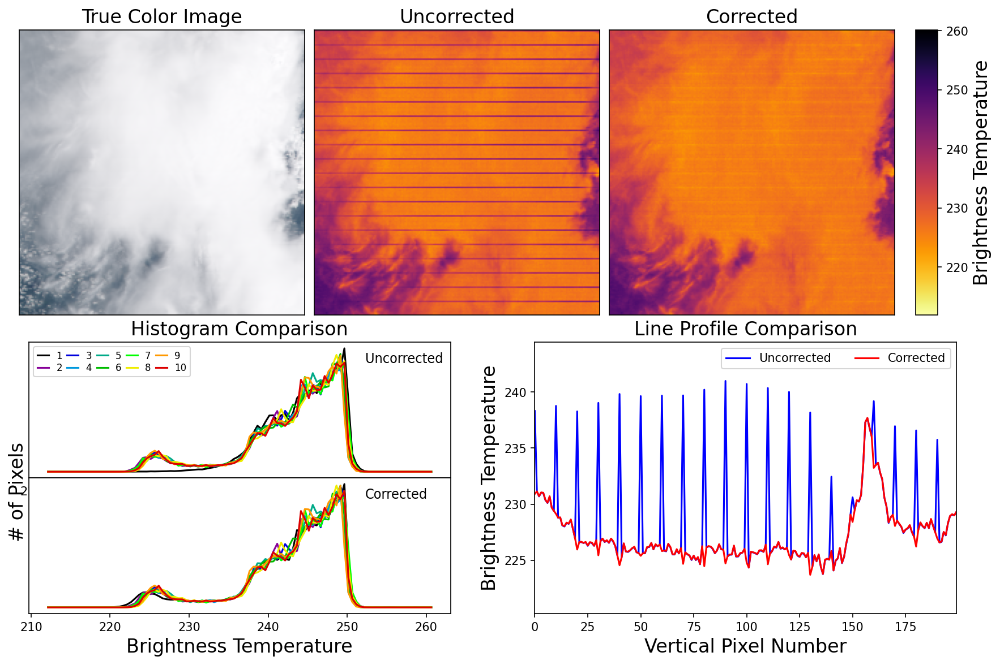 True Color Image
Uncorrected
Corrected
260
250
240
230
220
Brightness Temperature
Histogram Comparison
1 3 5 7 9
2 4 6 8 10
Uncorrected
Corrected
# of Pixels
2
210 220 230 240 250 260
Brightness Temperature
Line Profile Comparison
Uncorrected Corrected
240
235
230
225
Brightness Temperature
0 25 50 75 100 125 150 175
Vertical Pixel Number